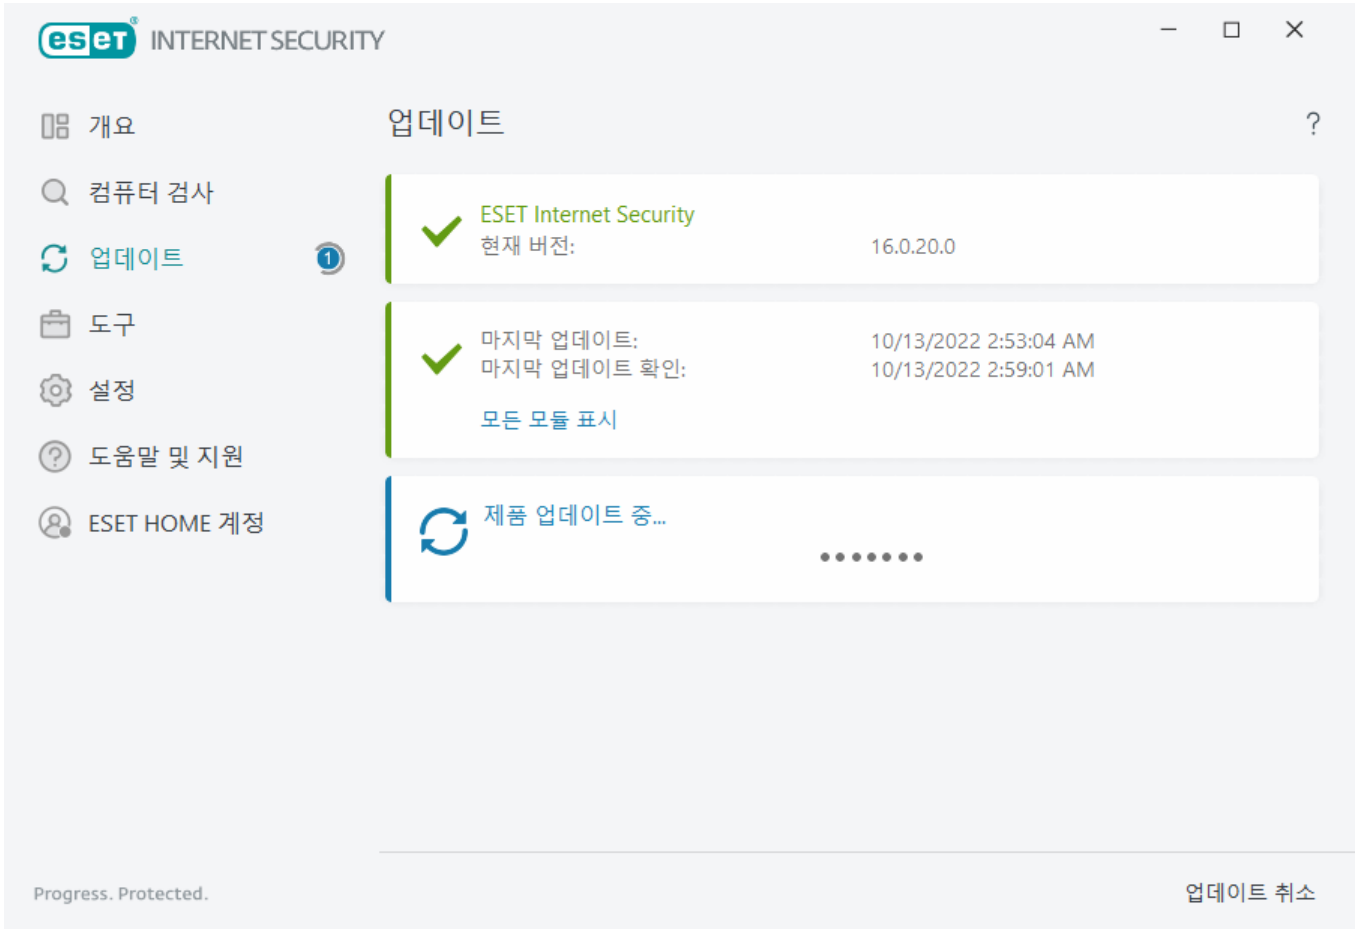 eseT® INTERNET SECURITY
개요
컴퓨터 검사
업데이트 1
도구
설정
도움말 및 지원
ESET HOME 계정
업데이트 ?
ESET Internet Security
현재 버전: 16.0.20.0
마지막 업데이트: 10/13/2022 2:53:04 AM
마지막 업데이트 확인: 10/13/2022 2:59:01 AM
모든 모듈 표시
제품 업데이트 중...
Progress. Protected.
업데이트 취소